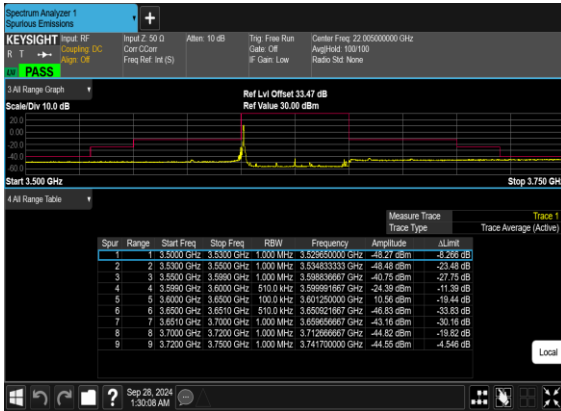 Spectrum Analyzer 1
Spurious Emissions
KEYSIGHT Input: RF Input Z: 50 Ω Atten: 10 dB Trig: Free Run Center Freq: 22.005000000 GHz
R T Coupling: DC Corr CCorr Gate: Off Avg|Hold: 100/100
Align: Off Freq Ref: Int (S) IF Gain: Low Radio Std: None
PASS
3 All Range Graph
Ref Lvl Offset 33.47 dB
Scale/Div 10.0 dB Ref Value 30.00 dBm
20.0
0.00
-20.0
-40.0
-60.0
Start 3.500 GHz Stop 3.750 GH
4 All Range Table
Measure Trace Trace 1
Trace Type Trace Average (Active)
Spur Range Start Freq Stop Freq RBW Frequency Amplitude ΔLimit
1 1 3.5000 GHz 3.5300 GHz 1.000 MHz 3.529650000 GHz -48.27 dBm -8.266 dB
2 2 3.5300 GHz 3.5500 GHz 1.000 MHz 3.534833333 GHz -48.48 dBm -23.48 dB
3 3 3.5500 GHz 3.5990 GHz 1.000 MHz 3.598836667 GHz -40.75 dBm -27.75 dB
4 4 3.5990 GHz 3.6000 GHz 510.0 kHz 3.599991667 GHz -24.39 dBm -11.39 dB
5 5 3.6000 GHz 3.6500 GHz 100.0 kHz 3.601250000 GHz 10.56 dBm -19.44 dB
6 6 3.6500 GHz 3.6510 GHz 510.0 kHz 3.650921667 GHz -46.83 dBm -33.83 dB
7 7 3.6510 GHz 3.7000 GHz 1.000 MHz 3.659656667 GHz -43.16 dBm -30.16 dB
8 8 3.7000 GHz 3.7200 GHz 1.000 MHz 3.712666667 GHz -44.82 dBm -19.82 dB
9 9 3.7200 GHz 3.7500 GHz 1.000 MHz 3.741700000 GHz -44.55 dBm -4.546 dB
Local
Sep 28, 2024
1:30:08 AM